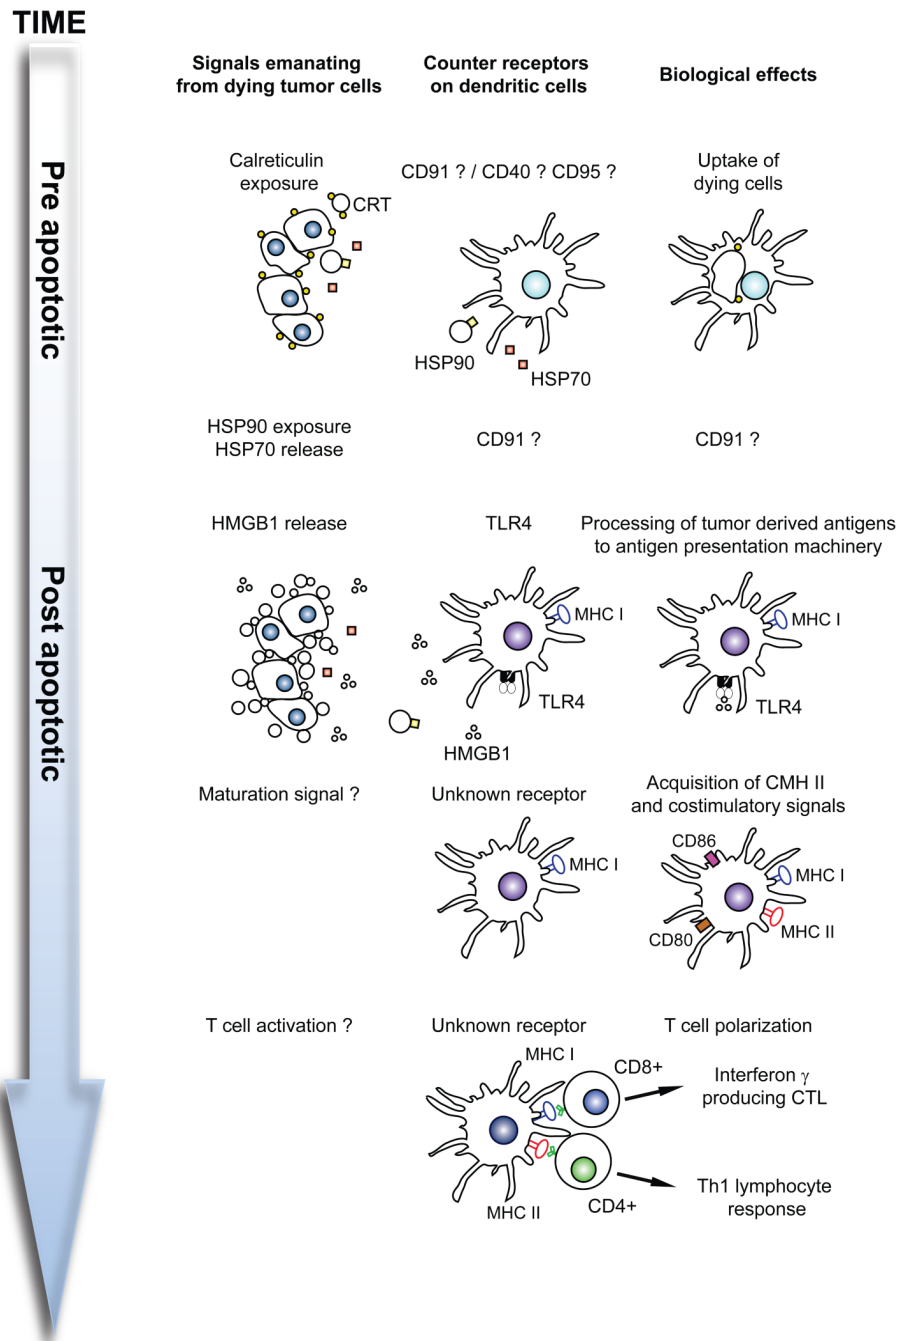 TIME
Signals emanating
from dying tumor cells
Counter receptors
on dendritic cells
Biological effects
Pre apoptotic
Calreticulin
exposure
CRT
CD91 ? / CD40 ? CD95 ?
HSP90
HSP70
Uptake of
dying cells
HSP90 exposure
HSP70 release
CD91 ?
CD91 ?
Post apoptotic
HMGB1 release
TLR4
Processing of tumor derived antigens
to antigen presentation machinery
MHC I
TLR4
HMGB1
MHC I
TLR4
Maturation signal ?
Unknown receptor
Acquisition of CMH II
and costimulatory signals
MHC I
CD86
MHC I
CD80
MHC II
T cell activation ?
Unknown receptor
T cell polarization
MHC I
CD8+
Interferon γ
producing CTL
MHC II
CD4+
Th1 lymphocyte
response